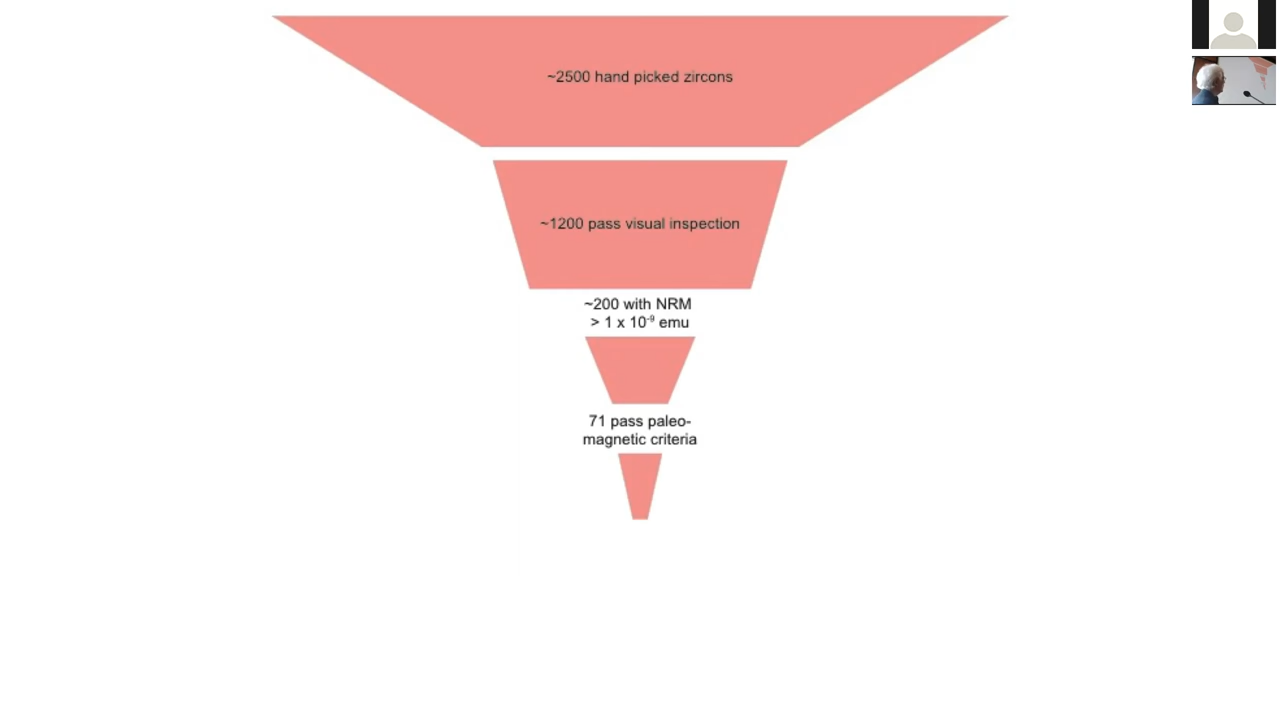 ~2500 hand picked zircons
~1200 pass visual inspection
~200 with NRM
> 1 x 10⁻⁹ emu
71 pass paleo-
magnetic criteria